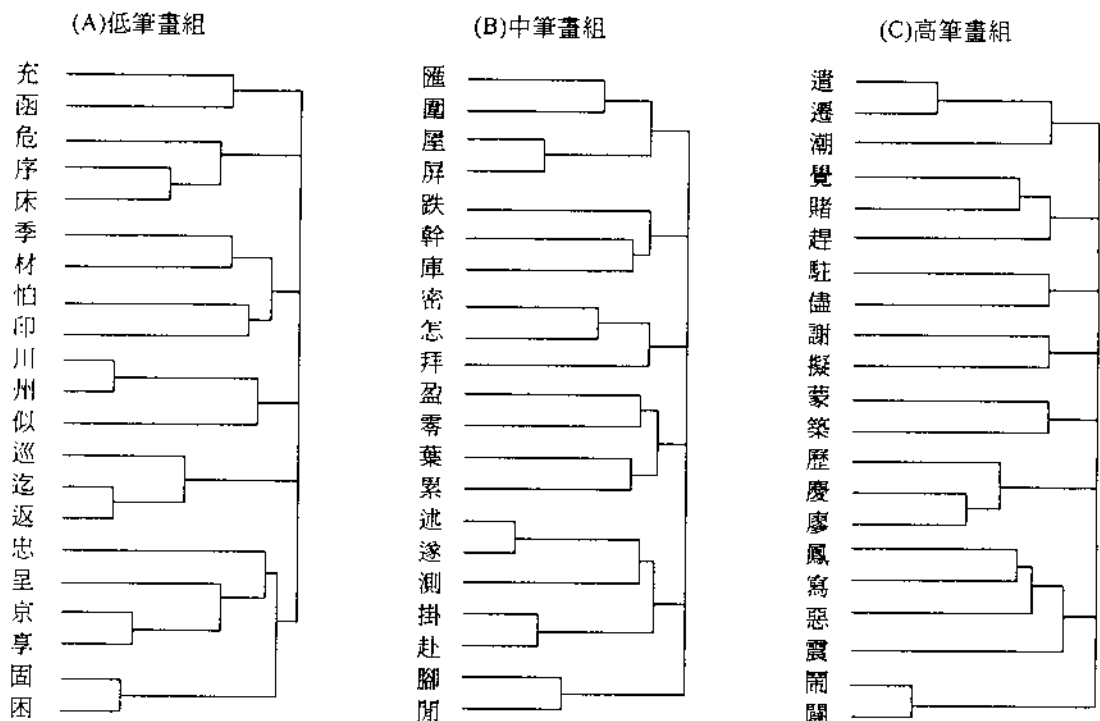 (A)低筆畫組
充
函
危
序
床
季
材
怕
印
川
州
似
巡
迄
返
忠
呈
京
享
固
困
(B)中筆畫組
匯
圍
屋
屏
跌
幹
庫
密
怎
拜
盈
零
葉
累
述
遂
測
掛
赴
腳
(C)高筆畫組
遣
遷
潮
覺
賭
趕
駐
儘
謝
擬
蒙
築
歷
慶
廖
鳳
寫
惡
震
鬧